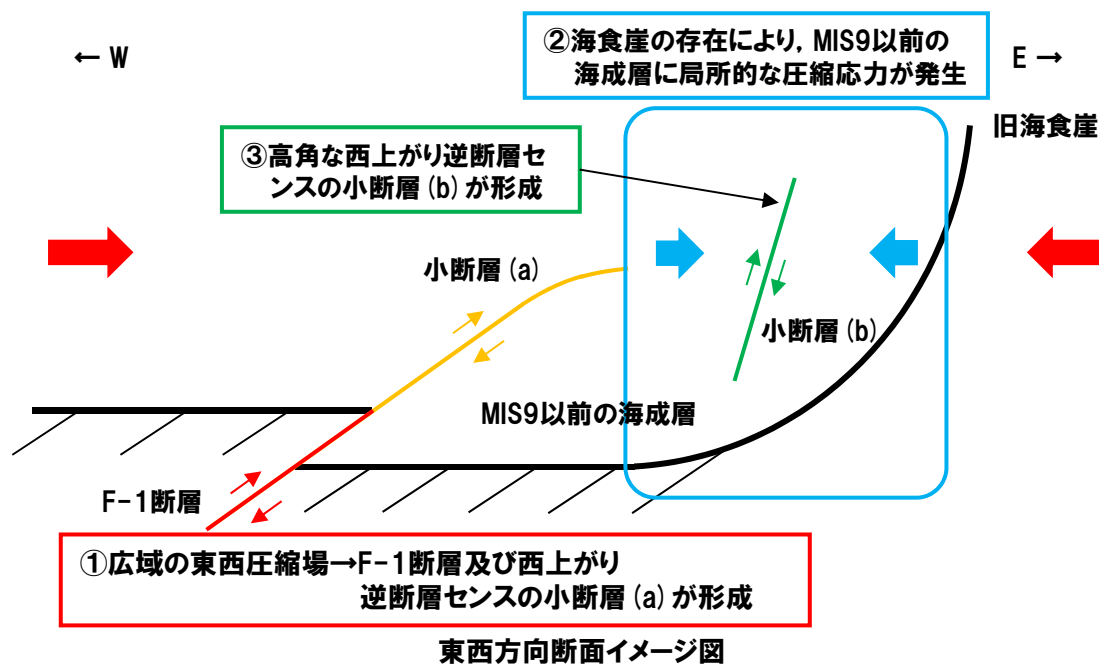 ← W
②海食崖の存在により，MIS9以前の
海成層に局所的な圧縮応力が発生
E →
旧海食崖
③高角な西上がり逆断層セ
ンスの小断層(b)が形成
小断層(a)
小断層(b)
MIS9以前の海成層
F-1断層
①広域の東西圧縮場→F-1断層及び西上がり
逆断層センスの小断層(a)が形成
東西方向断面イメージ図